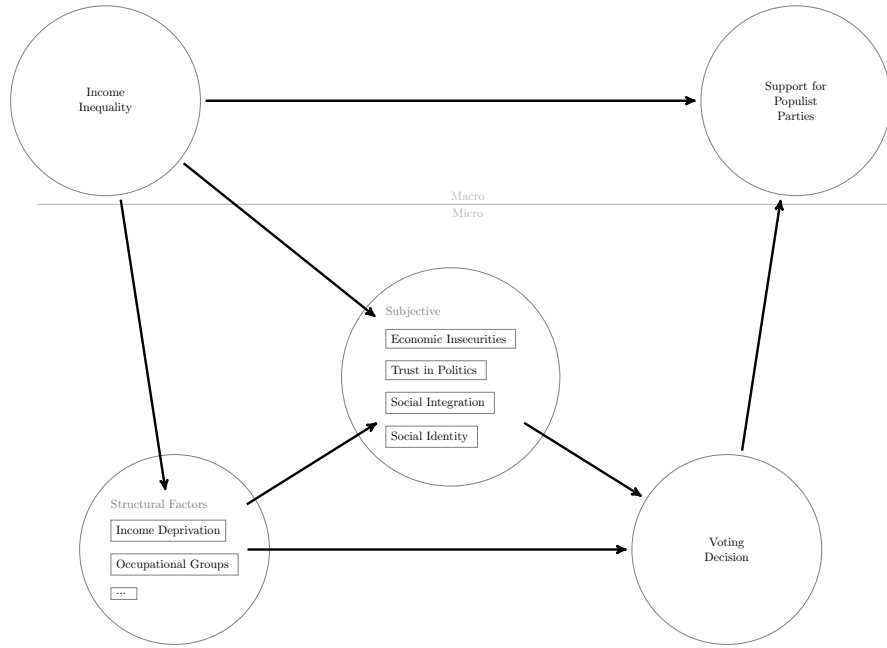 Income
Inequality
Support for
Populist
Parties
Macro
Micro
Subjective
Economic Insecurities
Trust in Politics
Social Integration
Social Identity
Structural Factors
Income Deprivation
Occupational Groups
...
Voting
Decision